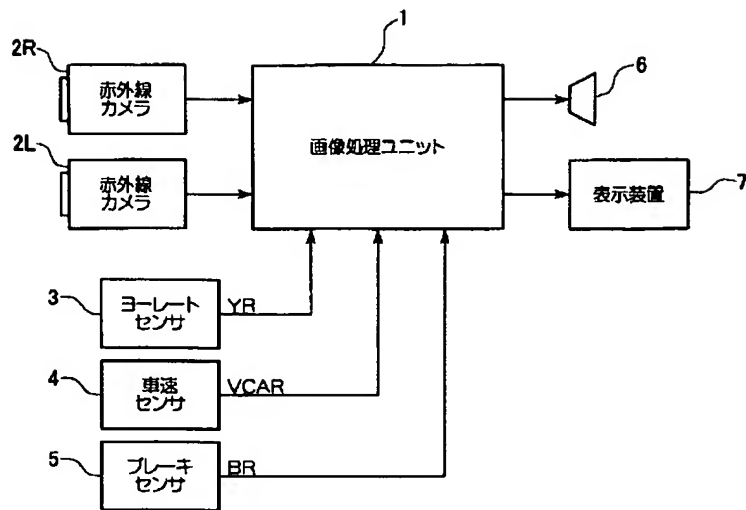 1
2R
赤外線
カメラ
6
画像処理ユニット
2L
赤外線
カメラ
7
表示装置
3
ヨーレート
センサ
YR
4
車速
センサ
VCAR
5
ブレーキ
センサ
BR